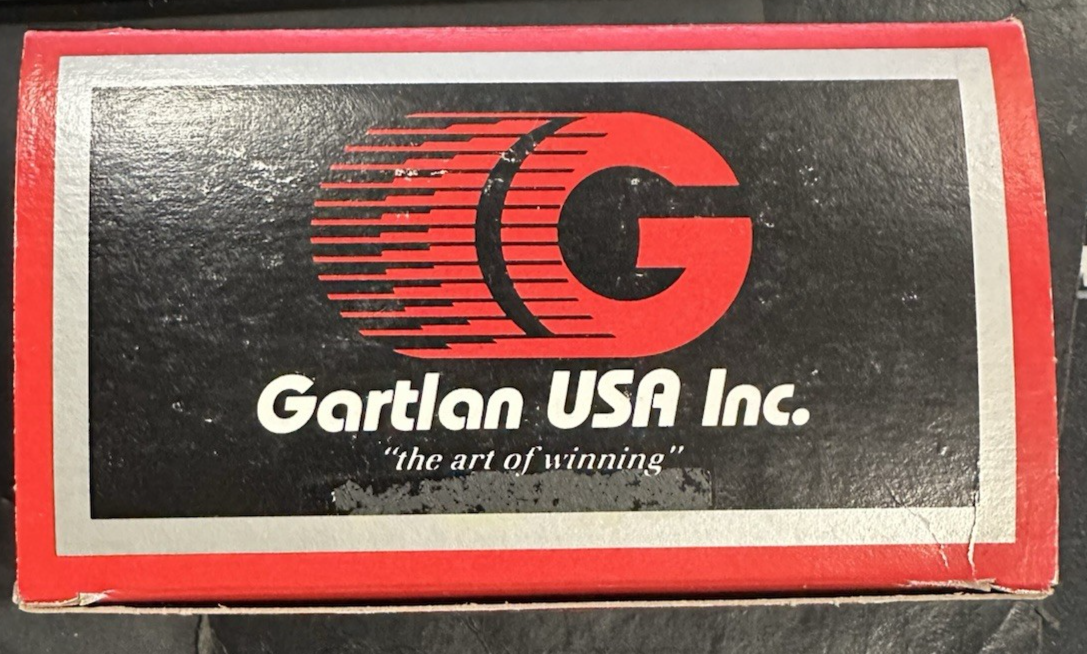 G
Gartlan USA Inc.
“the art of winning”